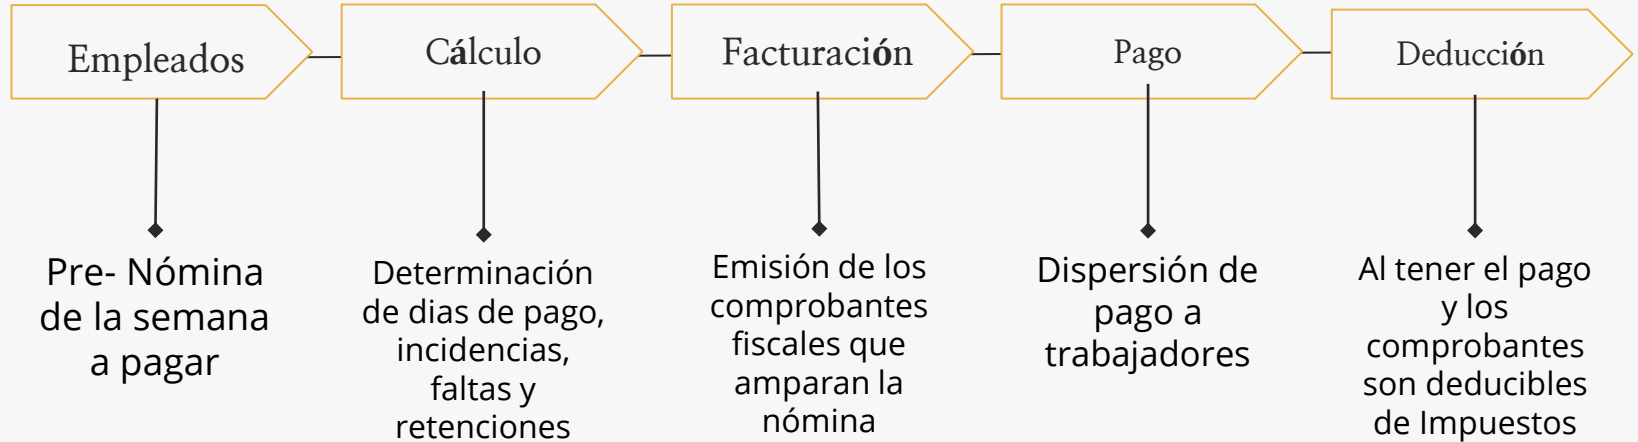 Empleados
Cálculo
Facturación
Pago
Deducción
Pre- Nómina
de la semana
a pagar
Determinación
de dias de pago,
incidencias,
faltas y
retenciones
Emisión de los
comprobantes
fiscales que
amparan la
nómina
Dispersión de
pago a
trabajadores
Al tener el pago
y los
comprobantes
son deducibles
de Impuestos